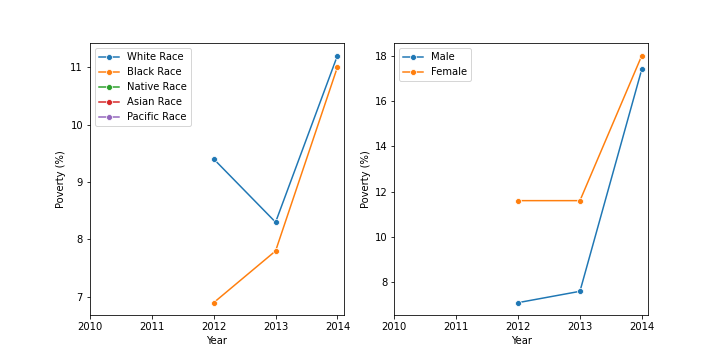 White Race
Black Race
Native Race
Asian Race
Pacific Race
11
10
9
8
7
Poverty (%)
2010 2011 2012 2013 2014
Year
Male
Female
18
16
14
12
10
8
Poverty (%)
2010 2011 2012 2013 2014
Year